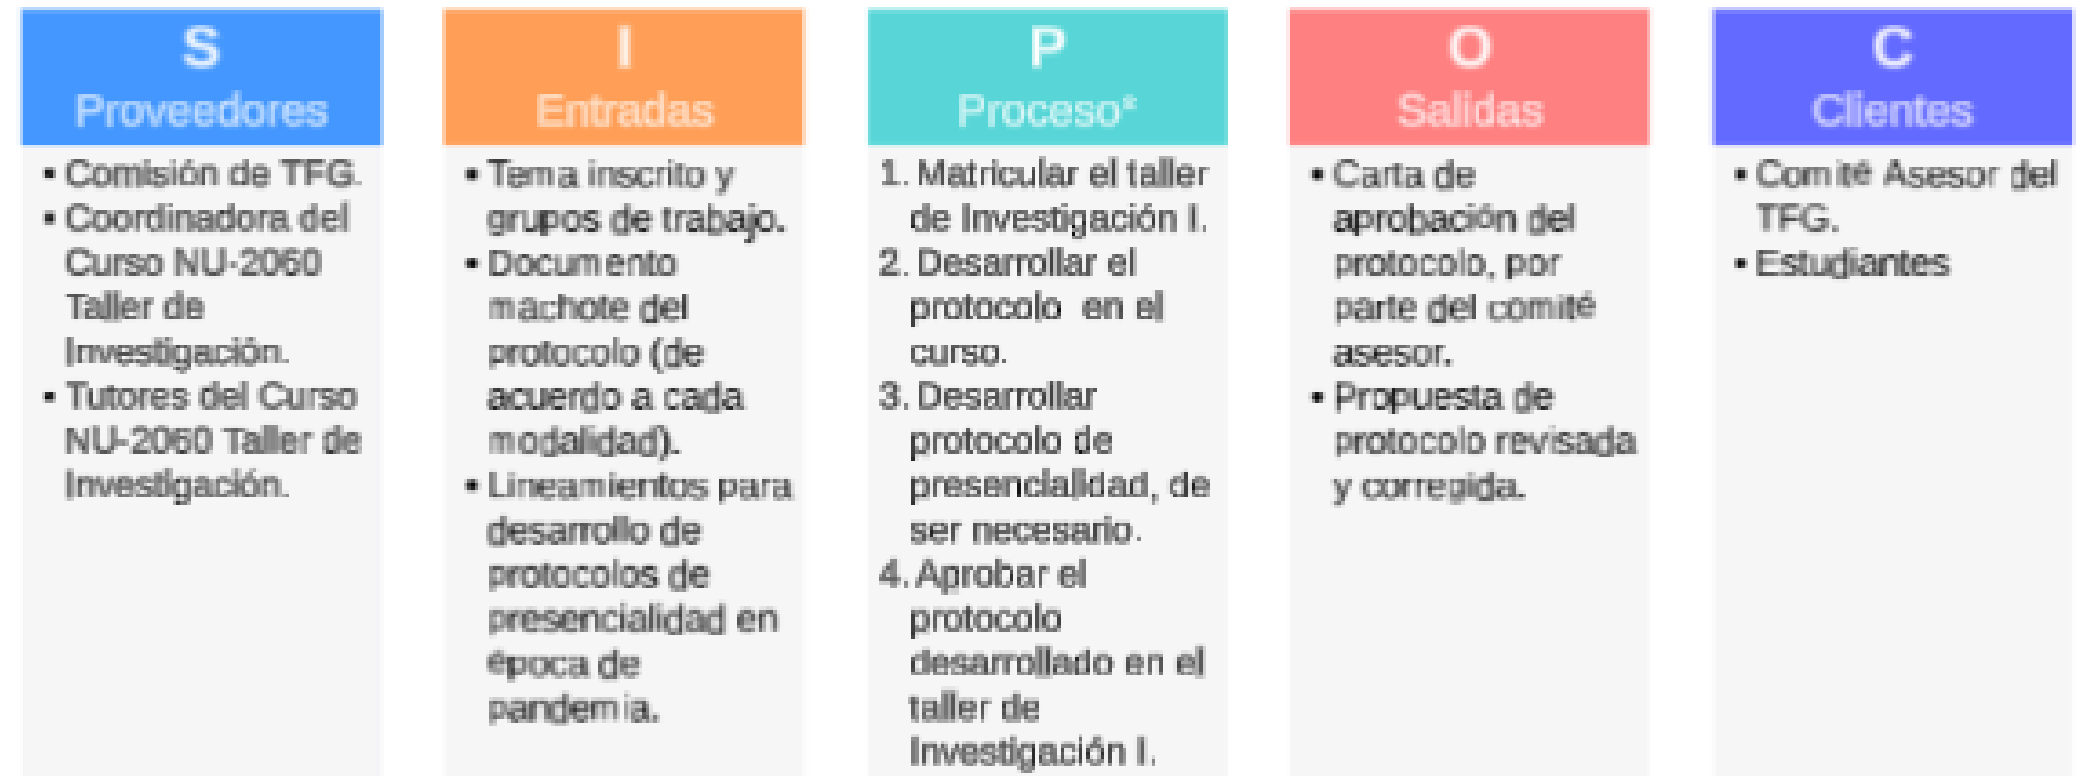 S
Proveedores
• Comisión de TFG.
• Coordinadora del
Curso NU-2060
Taller de
Investigación.
• Tutores del Curso
NU-2060 Taller de
Investigación.
I
Entradas
• Tema inscrito y
grupos de trabajo.
• Documento
machote del
protocolo (de
acuerdo a cada
modalidad).
• Lineamientos para
desarrollo de
protocolos de
presencialidad en
época de
pandemia.
P
Proceso²
1. Matricular el taller
de Investigación I.
2. Desarrollar el
protocolo en el
curso.
3. Desarrollar
protocolo de
presencialidad, de
ser necesario.
4. Aprobar el
protocolo
desarrollado en el
taller de
Investigación I.
O
Salidas
• Carta de
aprobación del
protocolo, por
parte del comité
asesor.
• Propuesta de
protocolo revisada
y corregida.
C
Clientes
• Comité Asesor del
TFG.
• Estudiantes